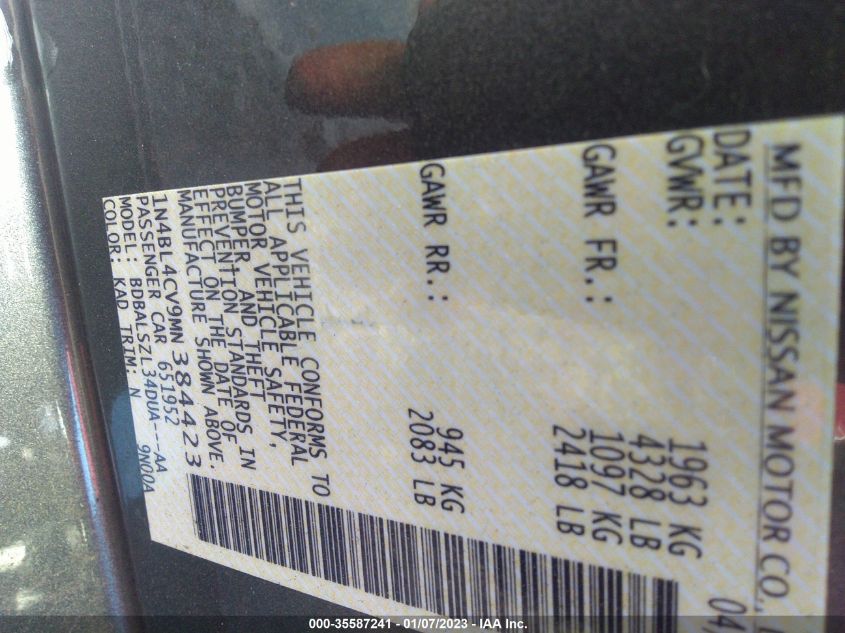 MFD BY NISSAN MOTOR CO.,
DATE: 04
GVWR: 1963 KG
4328 LB
GAWR FR.: 1097 KG
2418 LB
GAWR RR.: 945 KG
2083 LB
THIS VEHICLE CONFORMS TO
ALL APPLICABLE FEDERAL
MOTOR VEHICLE SAFETY,
BUMPER, AND THEFT
PREVENTION STANDARDS IN
EFFECT ON THE DATE OF
MANUFACTURE SHOWN ABOVE.
1N4BL4CV9MN384423
PASSENGER CAR 651952
MODEL: BDBALSZL34DUA---AA
COLOR: KAD TRIM: N 9N00A
000-35587241 - 01/07/2023 - IAA Inc.